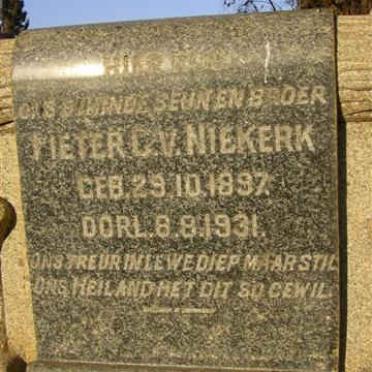 HIER RUS
ONS BEMINDE SEUN EN BROER
PIETER C.V. NIEKERK
GEB. 29.10.1897.
OORL. 8.8.1931.
ONS TREUR IN LEWE DIEP MAAR STIL
ONS HEILAND HET DIT SO GEWIL.